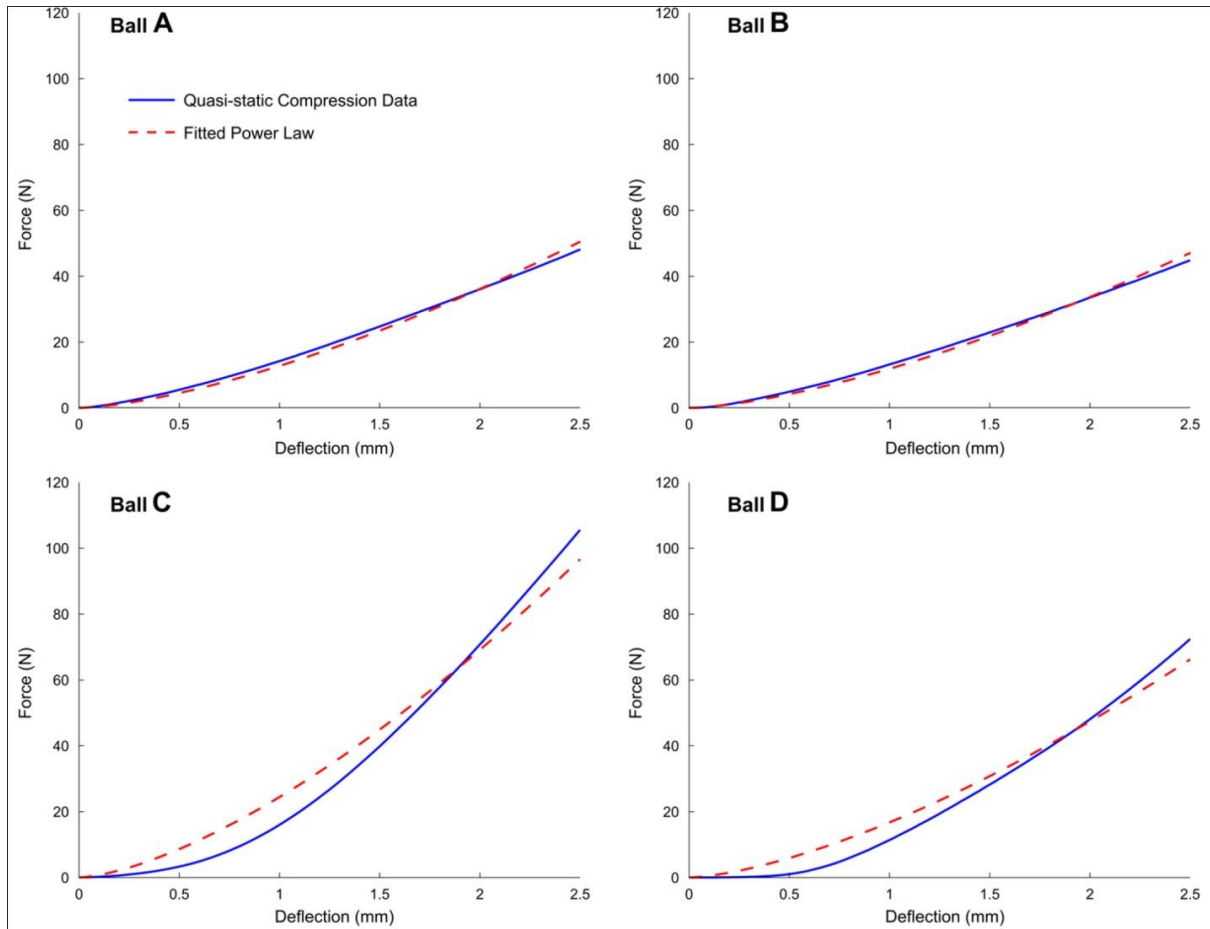 Ball A
120
100
80
60
40
20
0
Force (N)
Quasi-static Compression Data
Fitted Power Law
0 0.5 1 1.5 2 2.5
Deflection (mm)
Ball B
120
100
80
60
40
20
0
Force (N)
0 0.5 1 1.5 2 2.5
Deflection (mm)
Ball C
120
100
80
60
40
20
0
Force (N)
0 0.5 1 1.5 2 2.5
Deflection (mm)
Ball D
120
100
80
60
40
20
0
Force (N)
0 0.5 1 1.5 2 2.5
Deflection (mm)